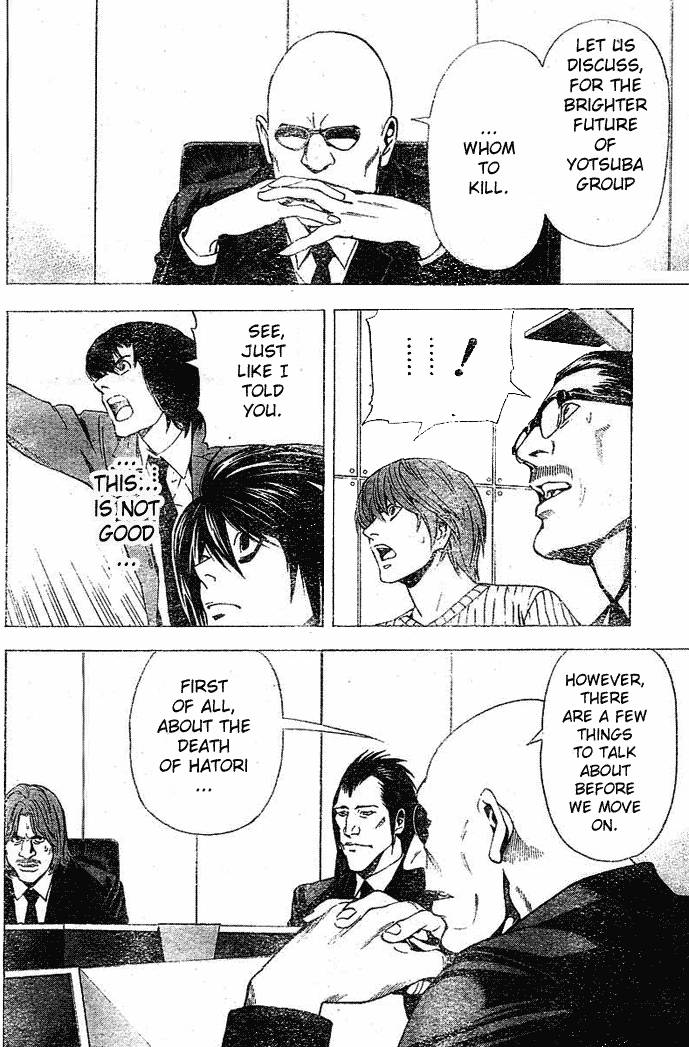 LET US
DISCUSS,
FOR THE
BRIGHTER
FUTURE
OF
YOTSUBA
GROUP
...
WHOM
TO
KILL.
...... !
SEE,
JUST
LIKE I
TOLD
YOU.
...
THIS...
IS NOT
GOOD
...
HOWEVER,
THERE
ARE A FEW
THINGS
TO TALK
ABOUT
BEFORE
WE MOVE
ON.
FIRST
OF ALL,
ABOUT THE
DEATH
OF HATORI
...